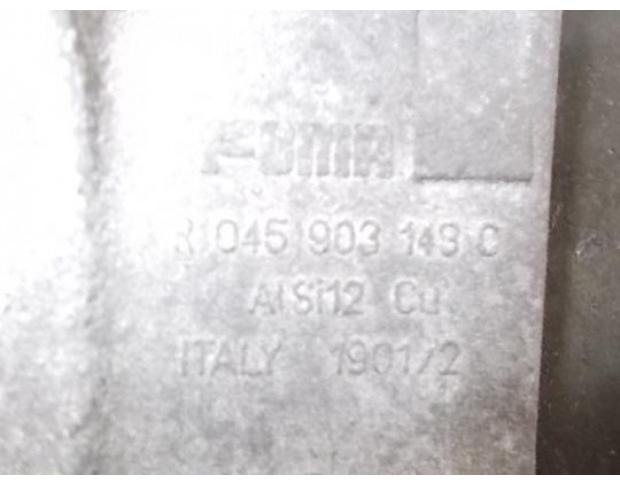 FOMA
R 045 903 143 C
AlSi12 Cu
ITALY 1901/2